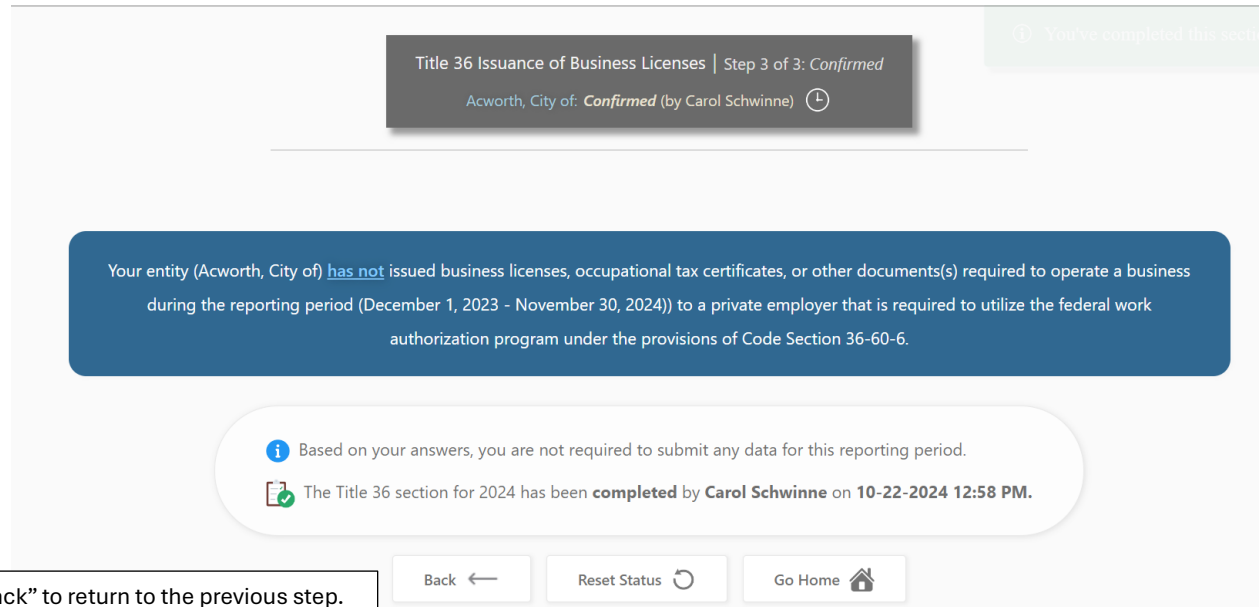 You've completed this secti
Title 36 Issuance of Business Licenses | Step 3 of 3: Confirmed
Acworth, City of: Confirmed (by Carol Schwinne)
Your entity (Acworth, City of) has not issued business licenses, occupational tax certificates, or other documents(s) required to operate a business
during the reporting period (December 1, 2023 - November 30, 2024)) to a private employer that is required to utilize the federal work
authorization program under the provisions of Code Section 36-60-6.
Based on your answers, you are not required to submit any data for this reporting period.
The Title 36 section for 2024 has been completed by Carol Schwinne on 10-22-2024 12:58 PM.
Back
Reset Status
Go Home
ack” to return to the previous step.